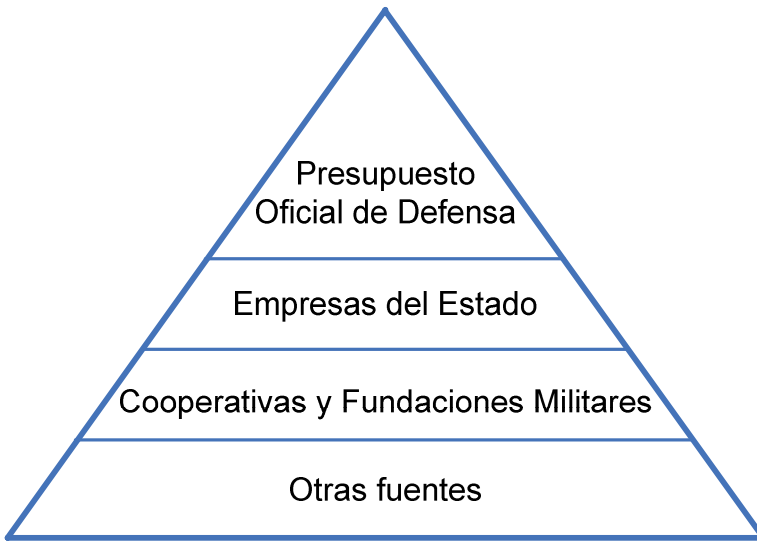 Presupuesto
Oficial de Defensa
Empresas del Estado
Cooperativas y Fundaciones Militares
Otras fuentes